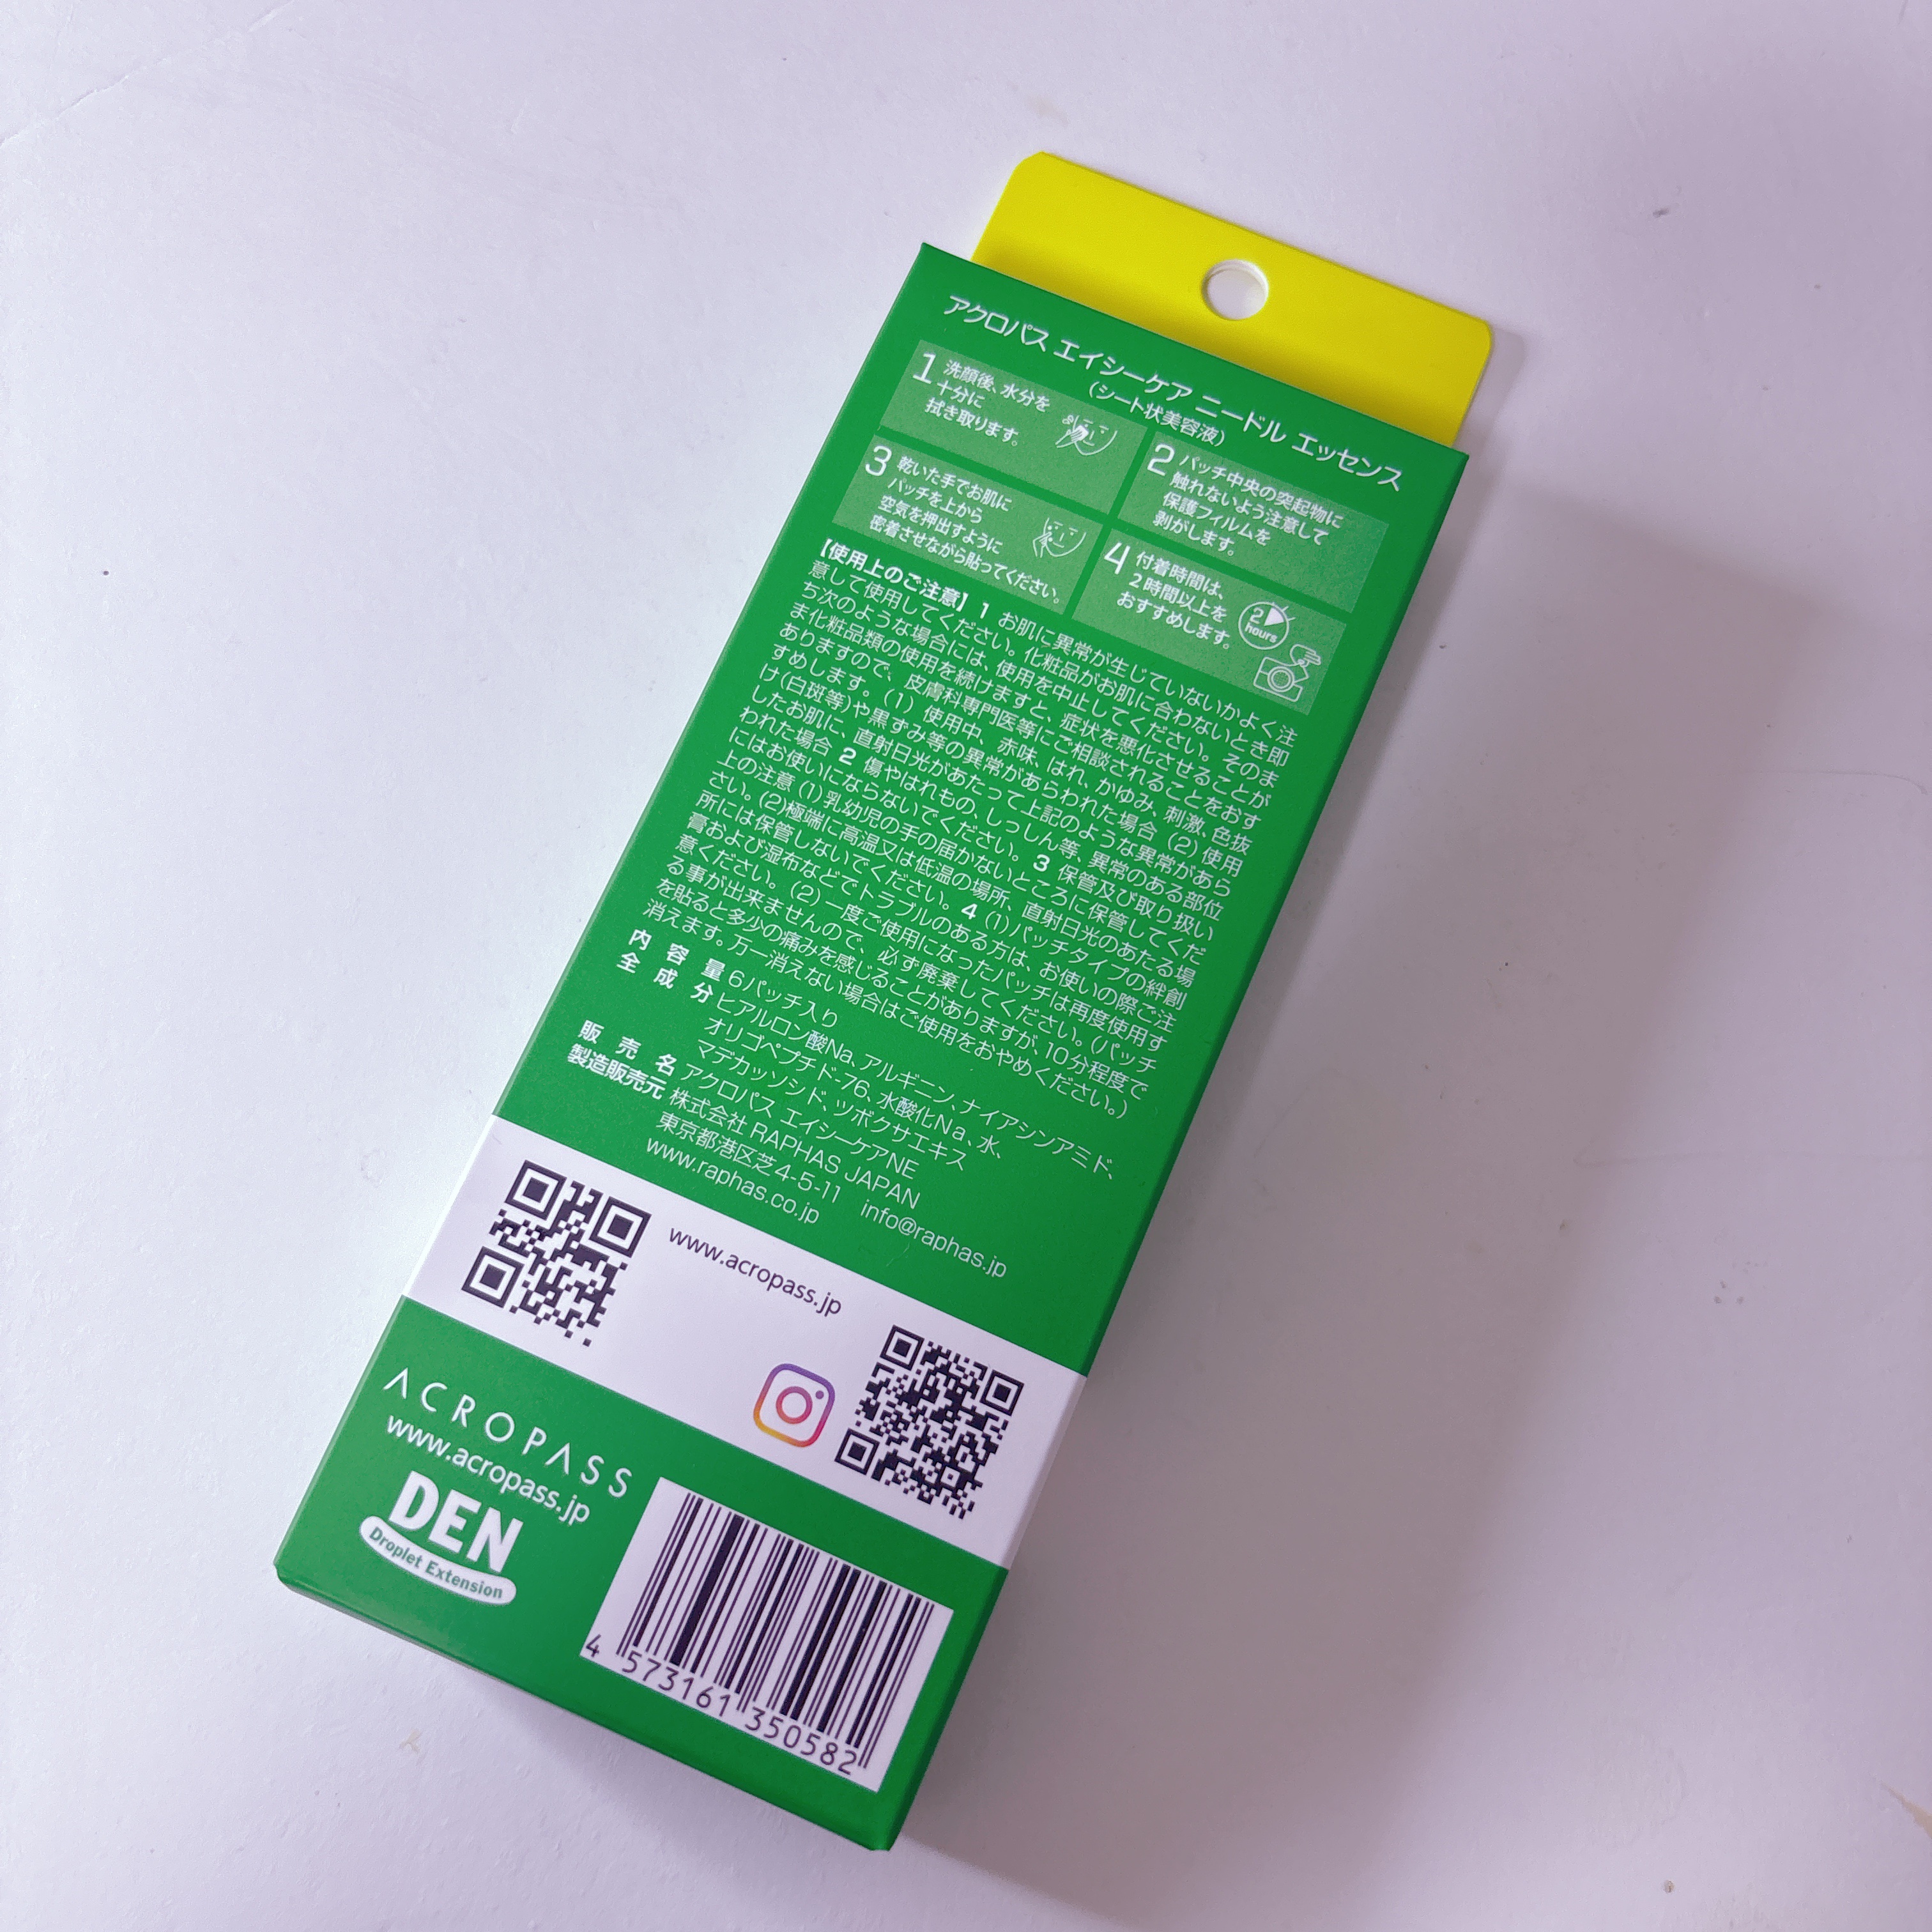 アクロパス エイシーケア ニードル エッセンス
(シート状美容液)
1 洗顔後、水分を
十分に
拭き取ります。
2 パッチ中央の突起物に
触れないよう注意して
保護フィルムを
剥がします。
3 乾いた手でお肌に
パッチを上から
空気を押出すように
密着させながら貼ってください。
4 付着時間は、
2時間以上を
おすすめします。
2
hours
【使用上のご注意】1 お肌に異常が生じていないかよく注
意して使用してください。化粧品がお肌に合わないとき即
ち次のような場合には、使用を中止してください。そのま
ま化粧品類の使用を続けますと、症状を悪化させることが
ありますので、皮膚科専門医等にご相談されることをおす
すめします。(1) 使用中、赤味、はれ、かゆみ、刺激、色抜
け(白斑等)や黒ずみ等の異常があらわれた場合 (2) 使用
したお肌に、直射日光があたって上記のような異常があら
われた場合 2 傷やはれもの、しっしん等、異常のある部位
にはお使いにならないでください。3 保管及び取り扱い
上の注意 (1)乳幼児の手の届かないところに保管してくだ
さい。(2)極端に高温又は低温の場所、直射日光のあたる場
所には保管しないでください。4 (1)パッチタイプの絆創
膏および湿布などでトラブルのある方は、お使いの際ご注
意ください。(2) 一度ご使用になったパッチは再度使用す
る事が出来ませんので、必ず廃棄してください。(パッチ
を貼ると多少の痛みを感じることがありますが、10分程度で
消えます。万一消えない場合はご使用をおやめください。)
内容量 6パッチ入り
全成分 ヒアルロン酸Na、アルギニン、ナイアシンアミド、
オリゴペプチド-76、水酸化Na、水、
マデカッソシド、ツボクサエキス
販売名 アクロパス エイシーケアNE
製造販売元 株式会社 RAPHAS JAPAN
東京都港区芝4-5-11
www.raphas.co.jp info@raphas.jp
www.acropass.jp
ACROPASS
www.acropass.jp
DEN
Droplet Extension
4 573161 350582